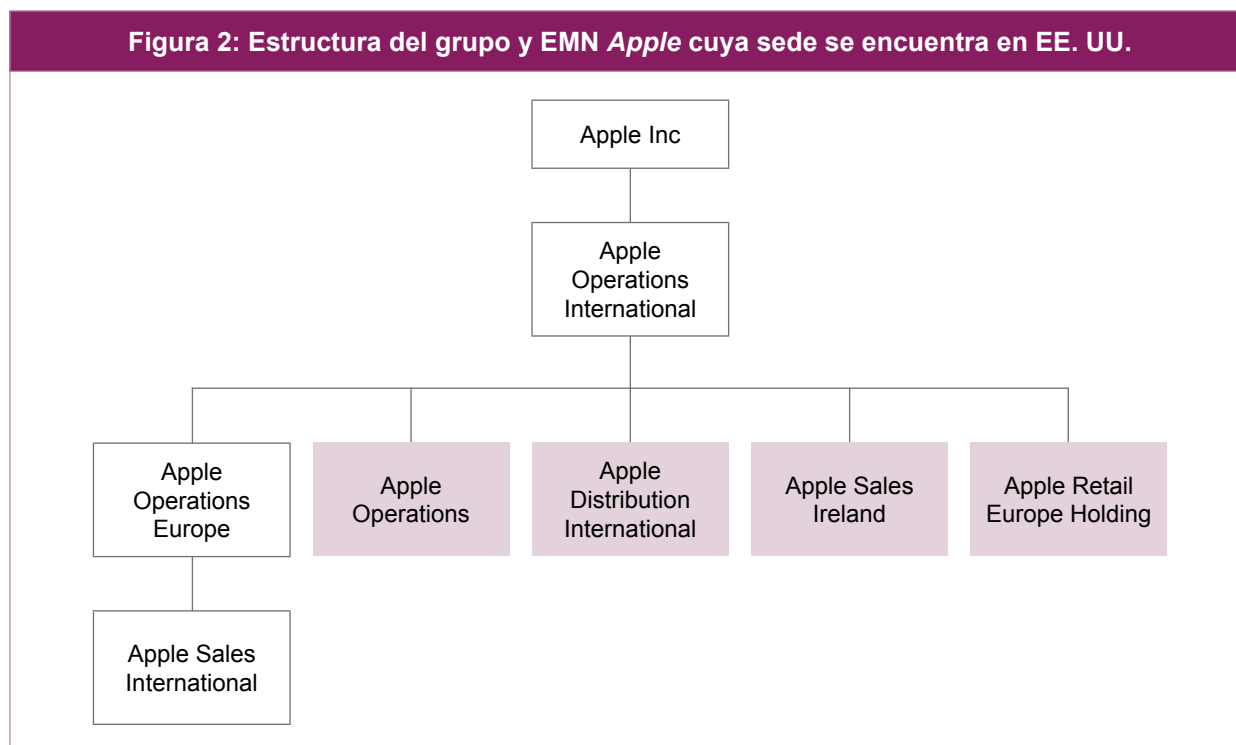 Figura 2: Estructura del grupo y EMN Apple cuya sede se encuentra en EE. UU.
Apple Inc
Apple
Operations
International
Apple
Operations
Europe
Apple
Operations
Apple
Distribution
International
Apple Sales
Ireland
Apple Retail
Europe Holding
Apple Sales
International